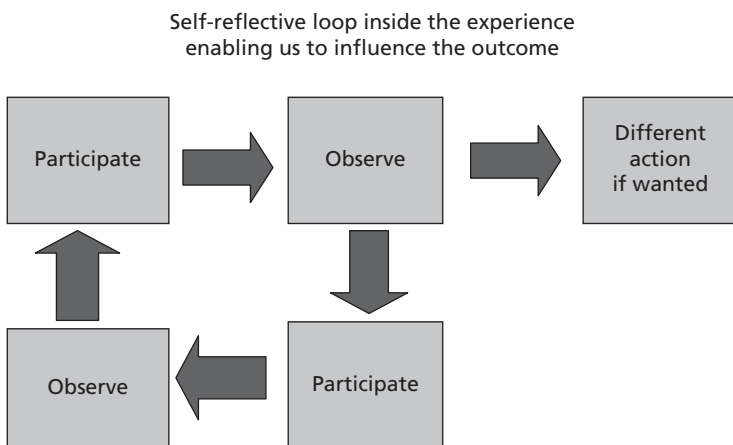 Self-reflective loop inside the experience
enabling us to influence the outcome
Participate
Observe
Different
action
if wanted
Observe
Participate